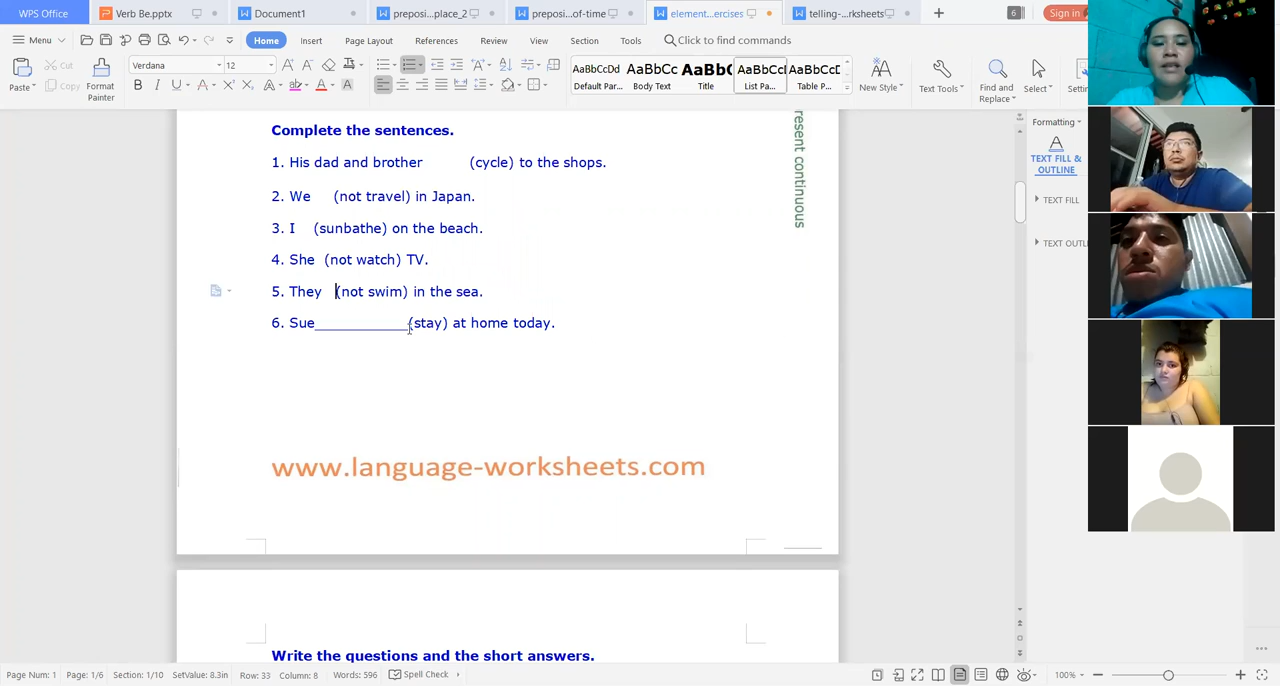 WPS Office Verb Be.pptx Document1 preposi...place_2 preposi...of-time element...ercises telling-...rksheets + 6 Sign in
Menu Home Insert Page Layout References Review View Section Tools Click to find commands
Paste Cut Copy Format Painter Verdana 12 AaBbCcDd Default Par... AaBbCc Body Text AaBb( Title AaBbCcl List Pa... AaBbCcD Table P... New Style Text Tools Find and Replace Select Settin
Formatting
TEXT FILL & OUTLINE
TEXT FILL
TEXT OUTL
resent continuous
Complete the sentences.
1. His dad and brother (cycle) to the shops.
2. We (not travel) in Japan.
3. I (sunbathe) on the beach.
4. She (not watch) TV.
5. They (not swim) in the sea.
6. Sue____________(stay) at home today.
www.language-worksheets.com
Write the questions and the short answers.
Page Num: 1 Page: 1/6 Section: 1/10 SetValue: 8.3in Row: 33 Column: 8 Words: 596 Spell Check 100%